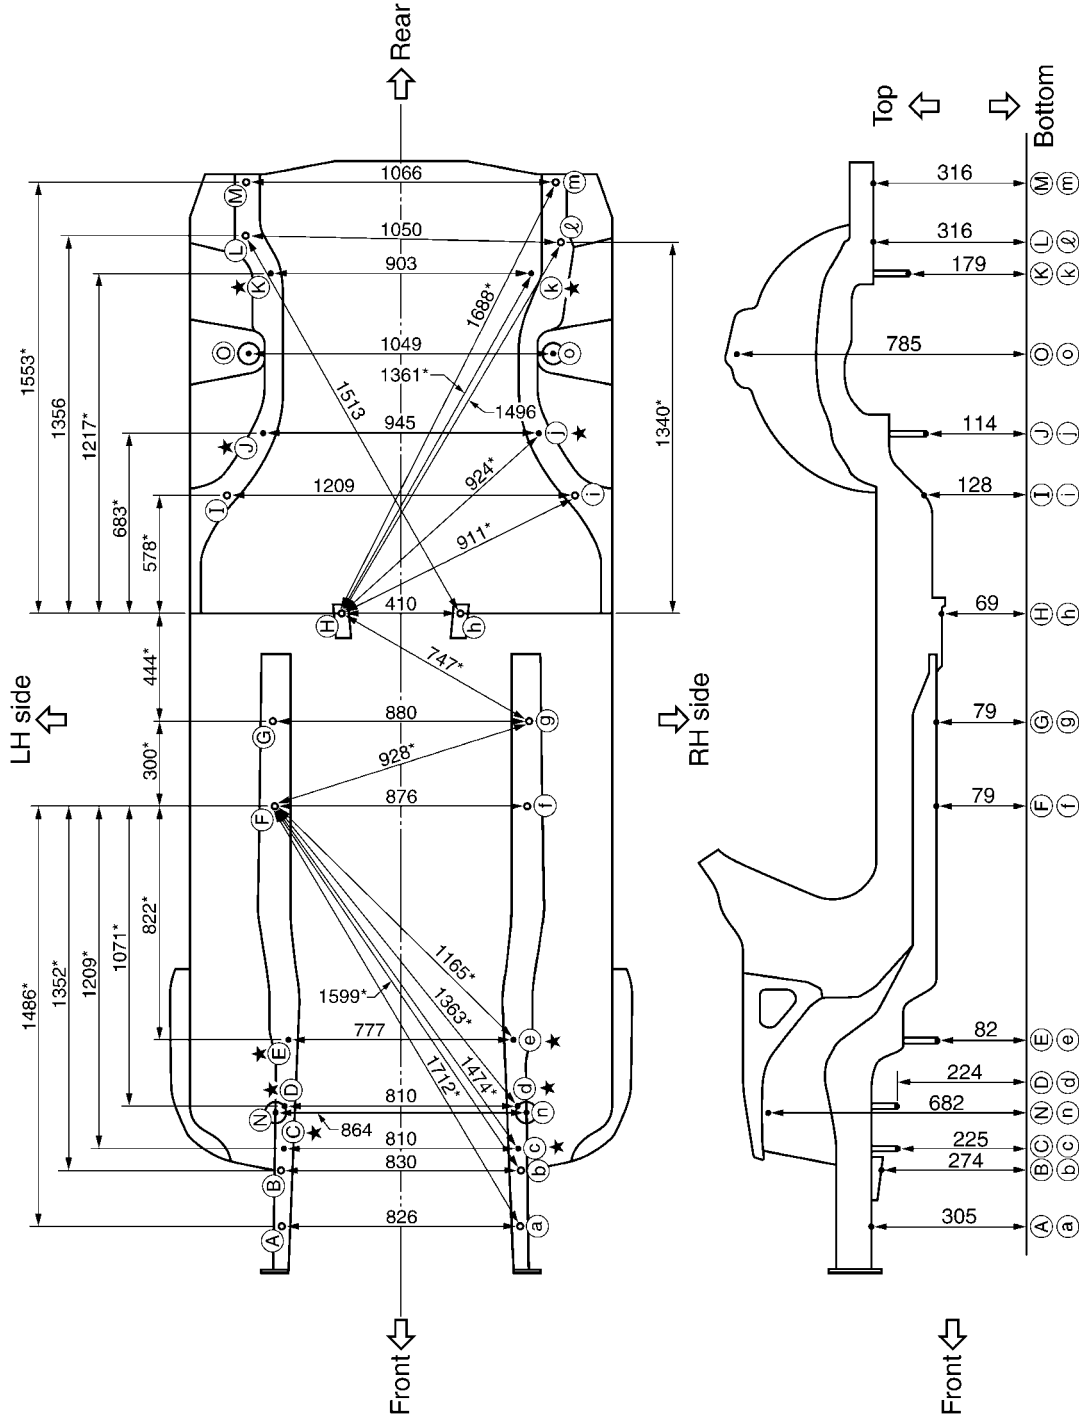 Rear
Front
LH side
RH side
1553*
1356
1217*
683*
578*
444*
300*
822*
1071*
1209*
1352*
1486*
M
1066
m
L
1050
ℓ
★
K
903
k
★
1688*
O
1049
o
1361*
1496
1513
1340*
★
J
945
j
★
924*
I
1209
i
911*
H
410
h
747*
G
880
g
928*
F
876
f
1165*
1599*
1363*
1474*
1712*
★
E
777
e
★
★
D
810
d
★
N
864
n
C
★
810
c
★
B
830
b
A
826
a
Top
Bottom
Front
316
M m
316
L ℓ
179
K k
785
O o
114
J j
128
I i
69
H h
79
G g
79
F f
82
E e
224
D d
682
N n
225
C c
274
B b
305
A a